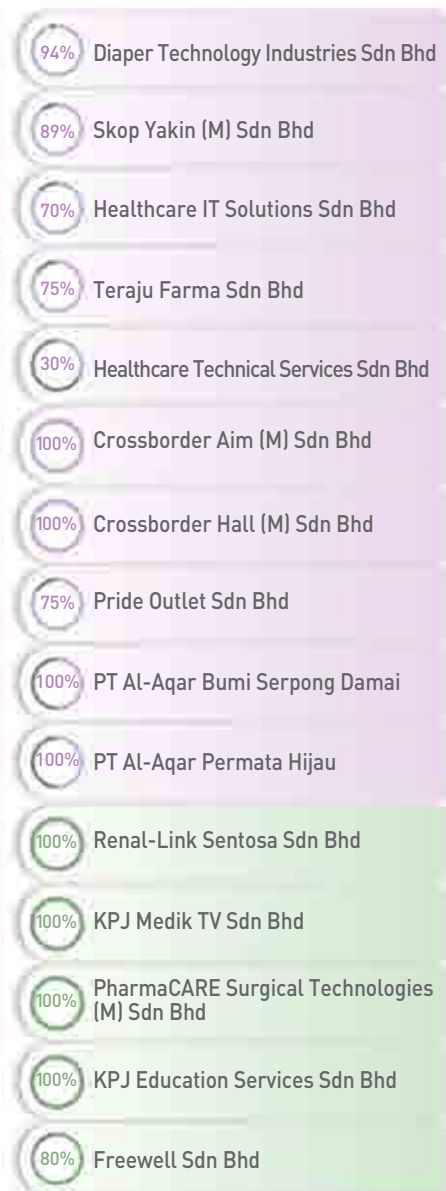 94% Diaper Technology Industries Sdn Bhd
89% Skop Yakin (M) Sdn Bhd
70% Healthcare IT Solutions Sdn Bhd
75% Teraju Farma Sdn Bhd
30% Healthcare Technical Services Sdn Bhd
100% Crossborder Aim (M) Sdn Bhd
100% Crossborder Hall (M) Sdn Bhd
75% Pride Outlet Sdn Bhd
100% PT Al-Aqar Bumi Serpong Damai
100% PT Al-Aqar Permata Hijau
100% Renal-Link Sentosa Sdn Bhd
100% KPJ Medik TV Sdn Bhd
100% PharmaCARE Surgical Technologies
(M) Sdn Bhd
100% KPJ Education Services Sdn Bhd
80% Freewell Sdn Bhd